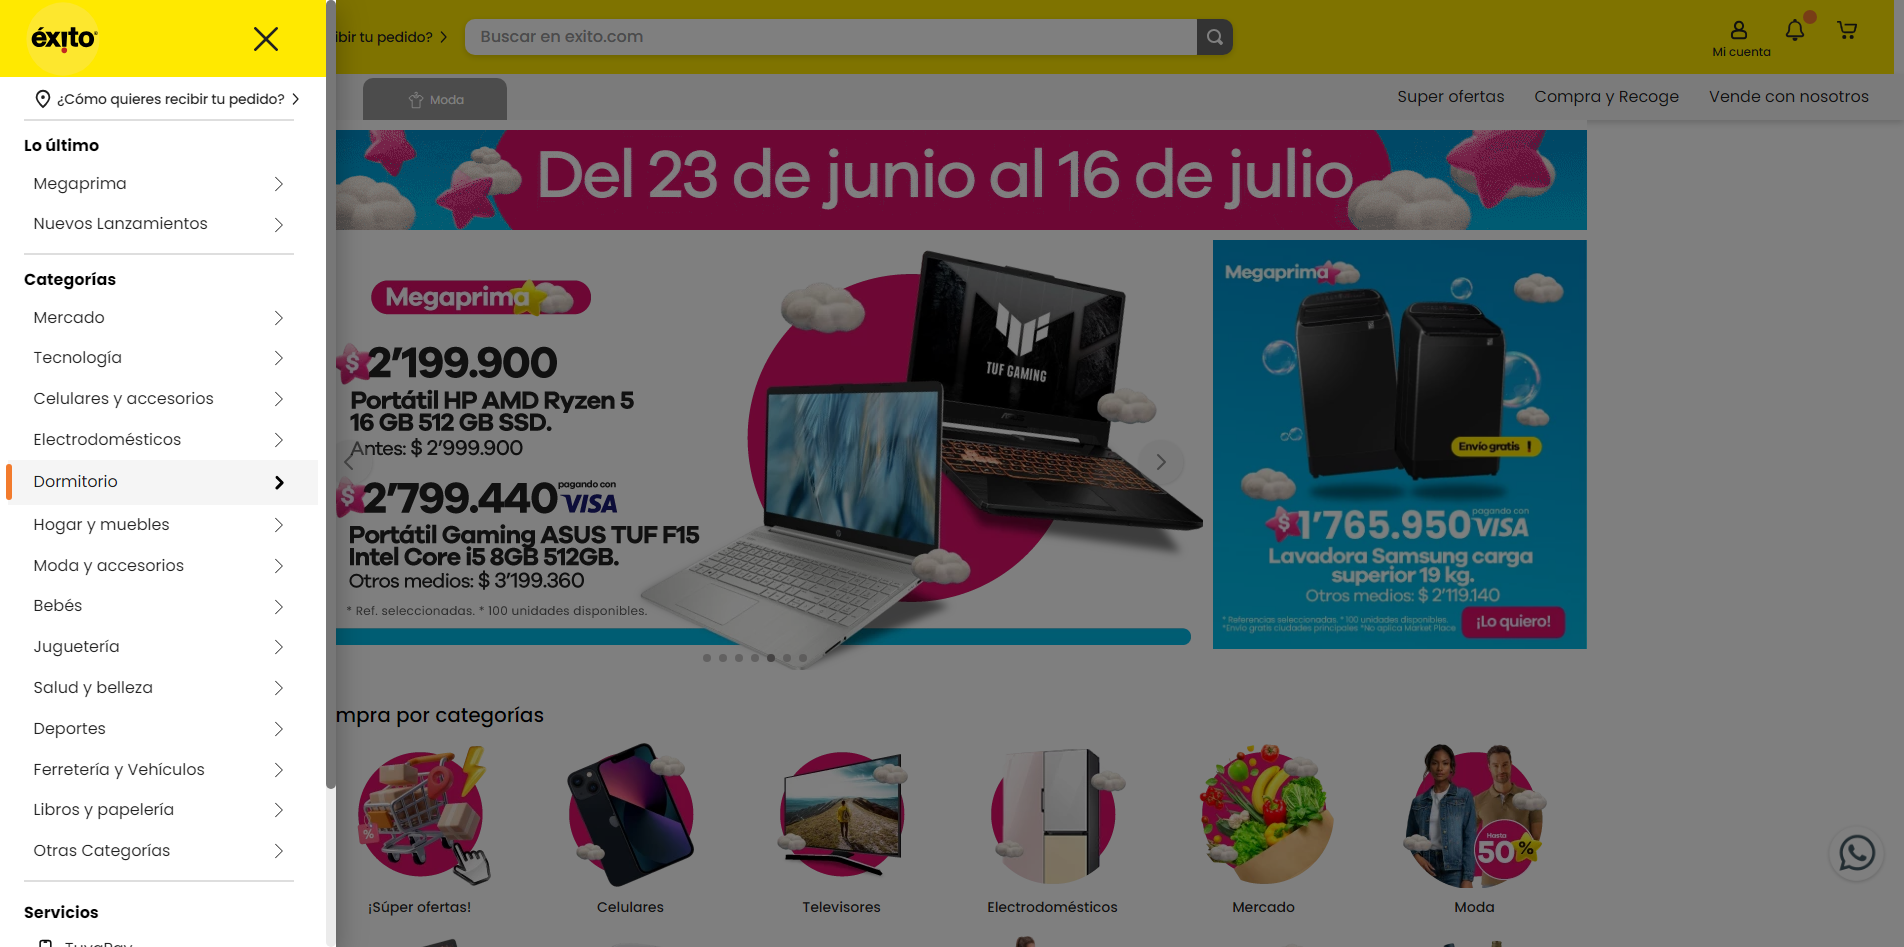 éxito
¿Cómo quieres recibir tu pedido?
Lo último
Megaprima
Nuevos Lanzamientos
Categorías
Mercado
Tecnología
Celulares y accesorios
Electrodomésticos
Dormitorio
Hogar y muebles
Moda y accesorios
Bebés
Juguetería
Salud y belleza
Deportes
Ferretería y Vehículos
Libros y papelería
Otras Categorías
Servicios
ibir tu pedido?
Buscar en exito.com
Mi cuenta
Moda
Super ofertas
Compra y Recoge
Vende con nosotros
Del 23 de junio al 16 de julio
Megaprima
$2'199.900
Portátil HP AMD Ryzen 5
16 GB 512 GB SSD.
Antes: $ 2'999.900
$2'799.440 pagando con VISA
Portátil Gaming ASUS TUF F15
Intel Core i5 8GB 512GB.
Otros medios: $ 3'199.360
* Ref. seleccionadas. * 100 unidades disponibles.
TUF GAMING
Megaprima
Envío gratis !
$1'765.950 pagando con VISA
Lavadora Samsung carga
superior 19 kg.
Otros medios: $ 2'119.140
* Referencias seleccionadas. * 100 unidades disponibles.
*Envío gratis ciudades principales *No aplica Market Place
¡Lo quiero!
mpra por categorías
%
Hasta
50%
¡Súper ofertas!
Celulares
Televisores
Electrodomésticos
Mercado
Moda